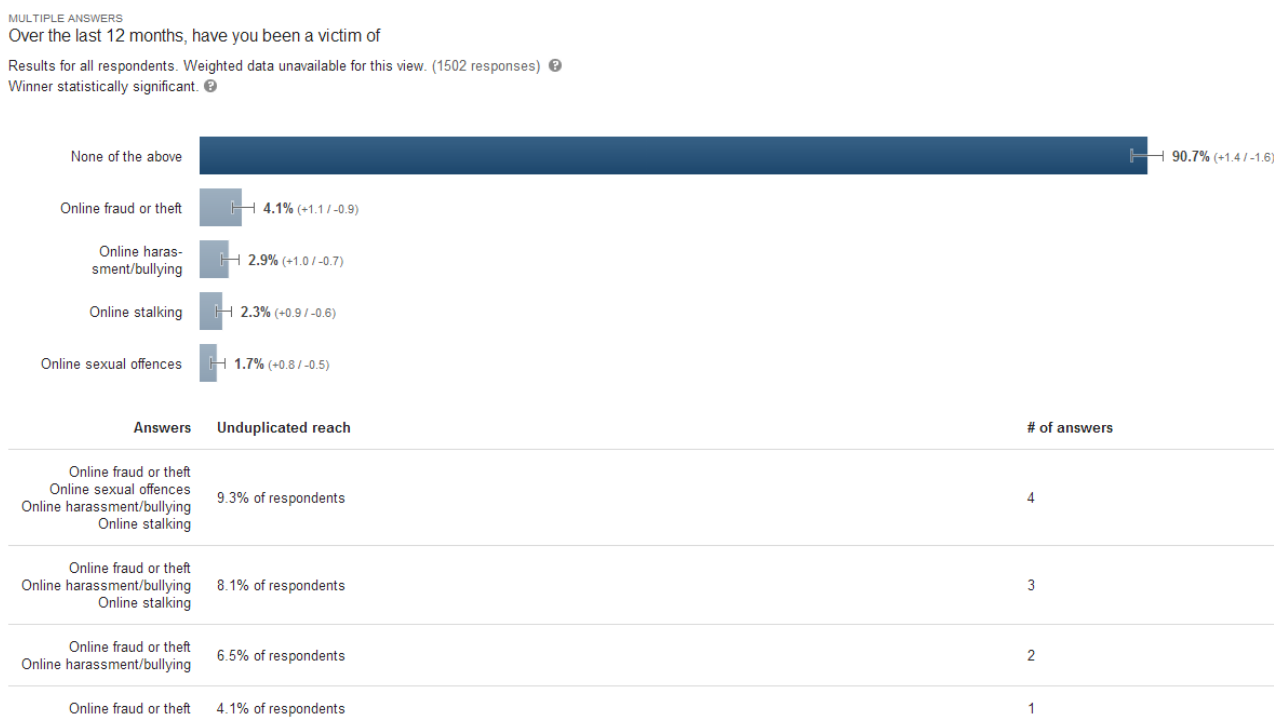 MULTIPLE ANSWERS
Over the last 12 months, have you been a victim of
Results for all respondents. Weighted data unavailable for this view. (1502 responses) ?
Winner statistically significant. ?
None of the above 90.7% (+1.4 / -1.6)
Online fraud or theft 4.1% (+1.1 / -0.9)
Online haras-
sment/bullying 2.9% (+1.0 / -0.7)
Online stalking 2.3% (+0.9 / -0.6)
Online sexual offences 1.7% (+0.8 / -0.5)
Answers Unduplicated reach # of answers
Online fraud or theft
Online sexual offences
Online harassment/bullying
Online stalking
9.3% of respondents 4
Online fraud or theft
Online harassment/bullying
Online stalking
8.1% of respondents 3
Online fraud or theft
Online harassment/bullying
6.5% of respondents 2
Online fraud or theft 4.1% of respondents 1